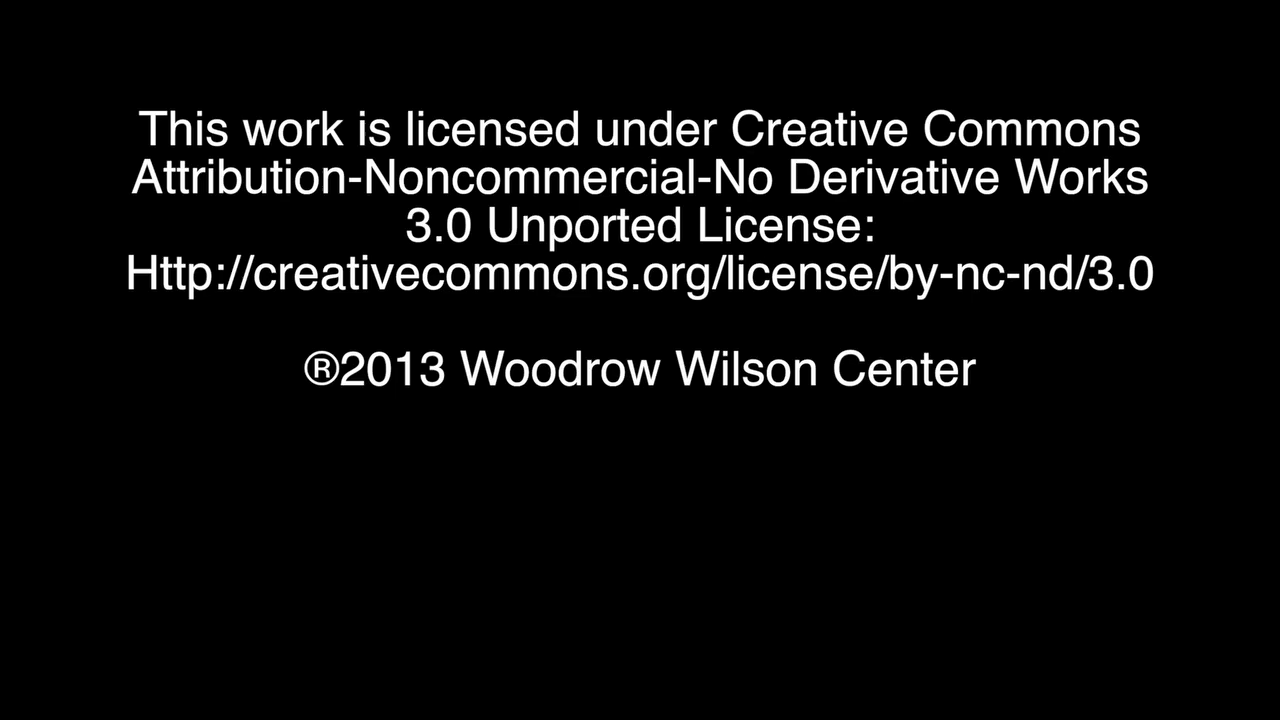 This work is licensed under Creative Commons
Attribution-Noncommercial-No Derivative Works
3.0 Unported License:
Http://creativecommons.org/license/by-nc-nd/3.0
®2013 Woodrow Wilson Center